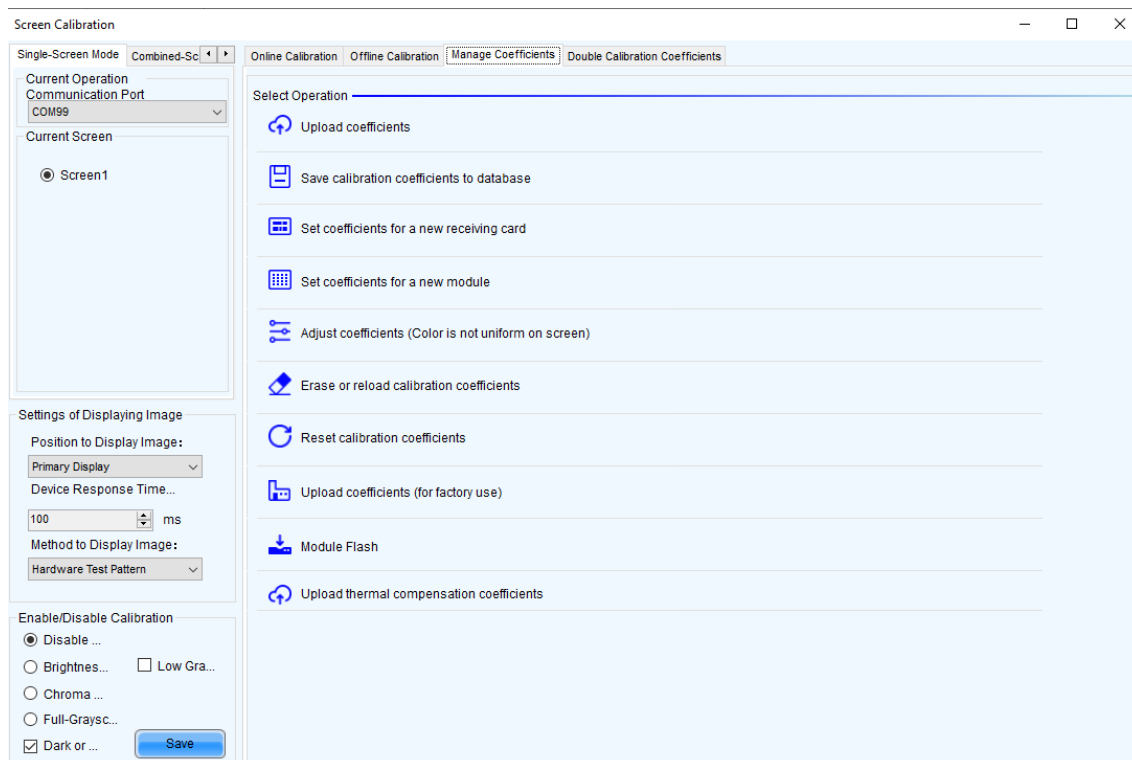 Screen Calibration
Single-Screen Mode
Combined-Sc
Current Operation
Communication Port
COM99
Current Screen
Screen1
Settings of Displaying Image
Position to Display Image:
Primary Display
Device Response Time...
100 ms
Method to Display Image:
Hardware Test Pattern
Enable/Disable Calibration
Disable ...
Brightnes... Low Gra...
Chroma ...
Full-Graysc...
Dark or ... Save
Online Calibration Offline Calibration Manage Coefficients Double Calibration Coefficients
Select Operation
Upload coefficients
Save calibration coefficients to database
Set coefficients for a new receiving card
Set coefficients for a new module
Adjust coefficients (Color is not uniform on screen)
Erase or reload calibration coefficients
Reset calibration coefficients
Upload coefficients (for factory use)
Module Flash
Upload thermal compensation coefficients